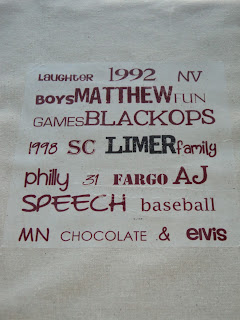 LAUGHTER 1992 NV
BOYS MATTHEW FUN
GAMES BLACKOPS
1998 SC LIMER family
philly 31 FARGO AJ
SPEECH baseball
MN CHOCOLATE & elvis